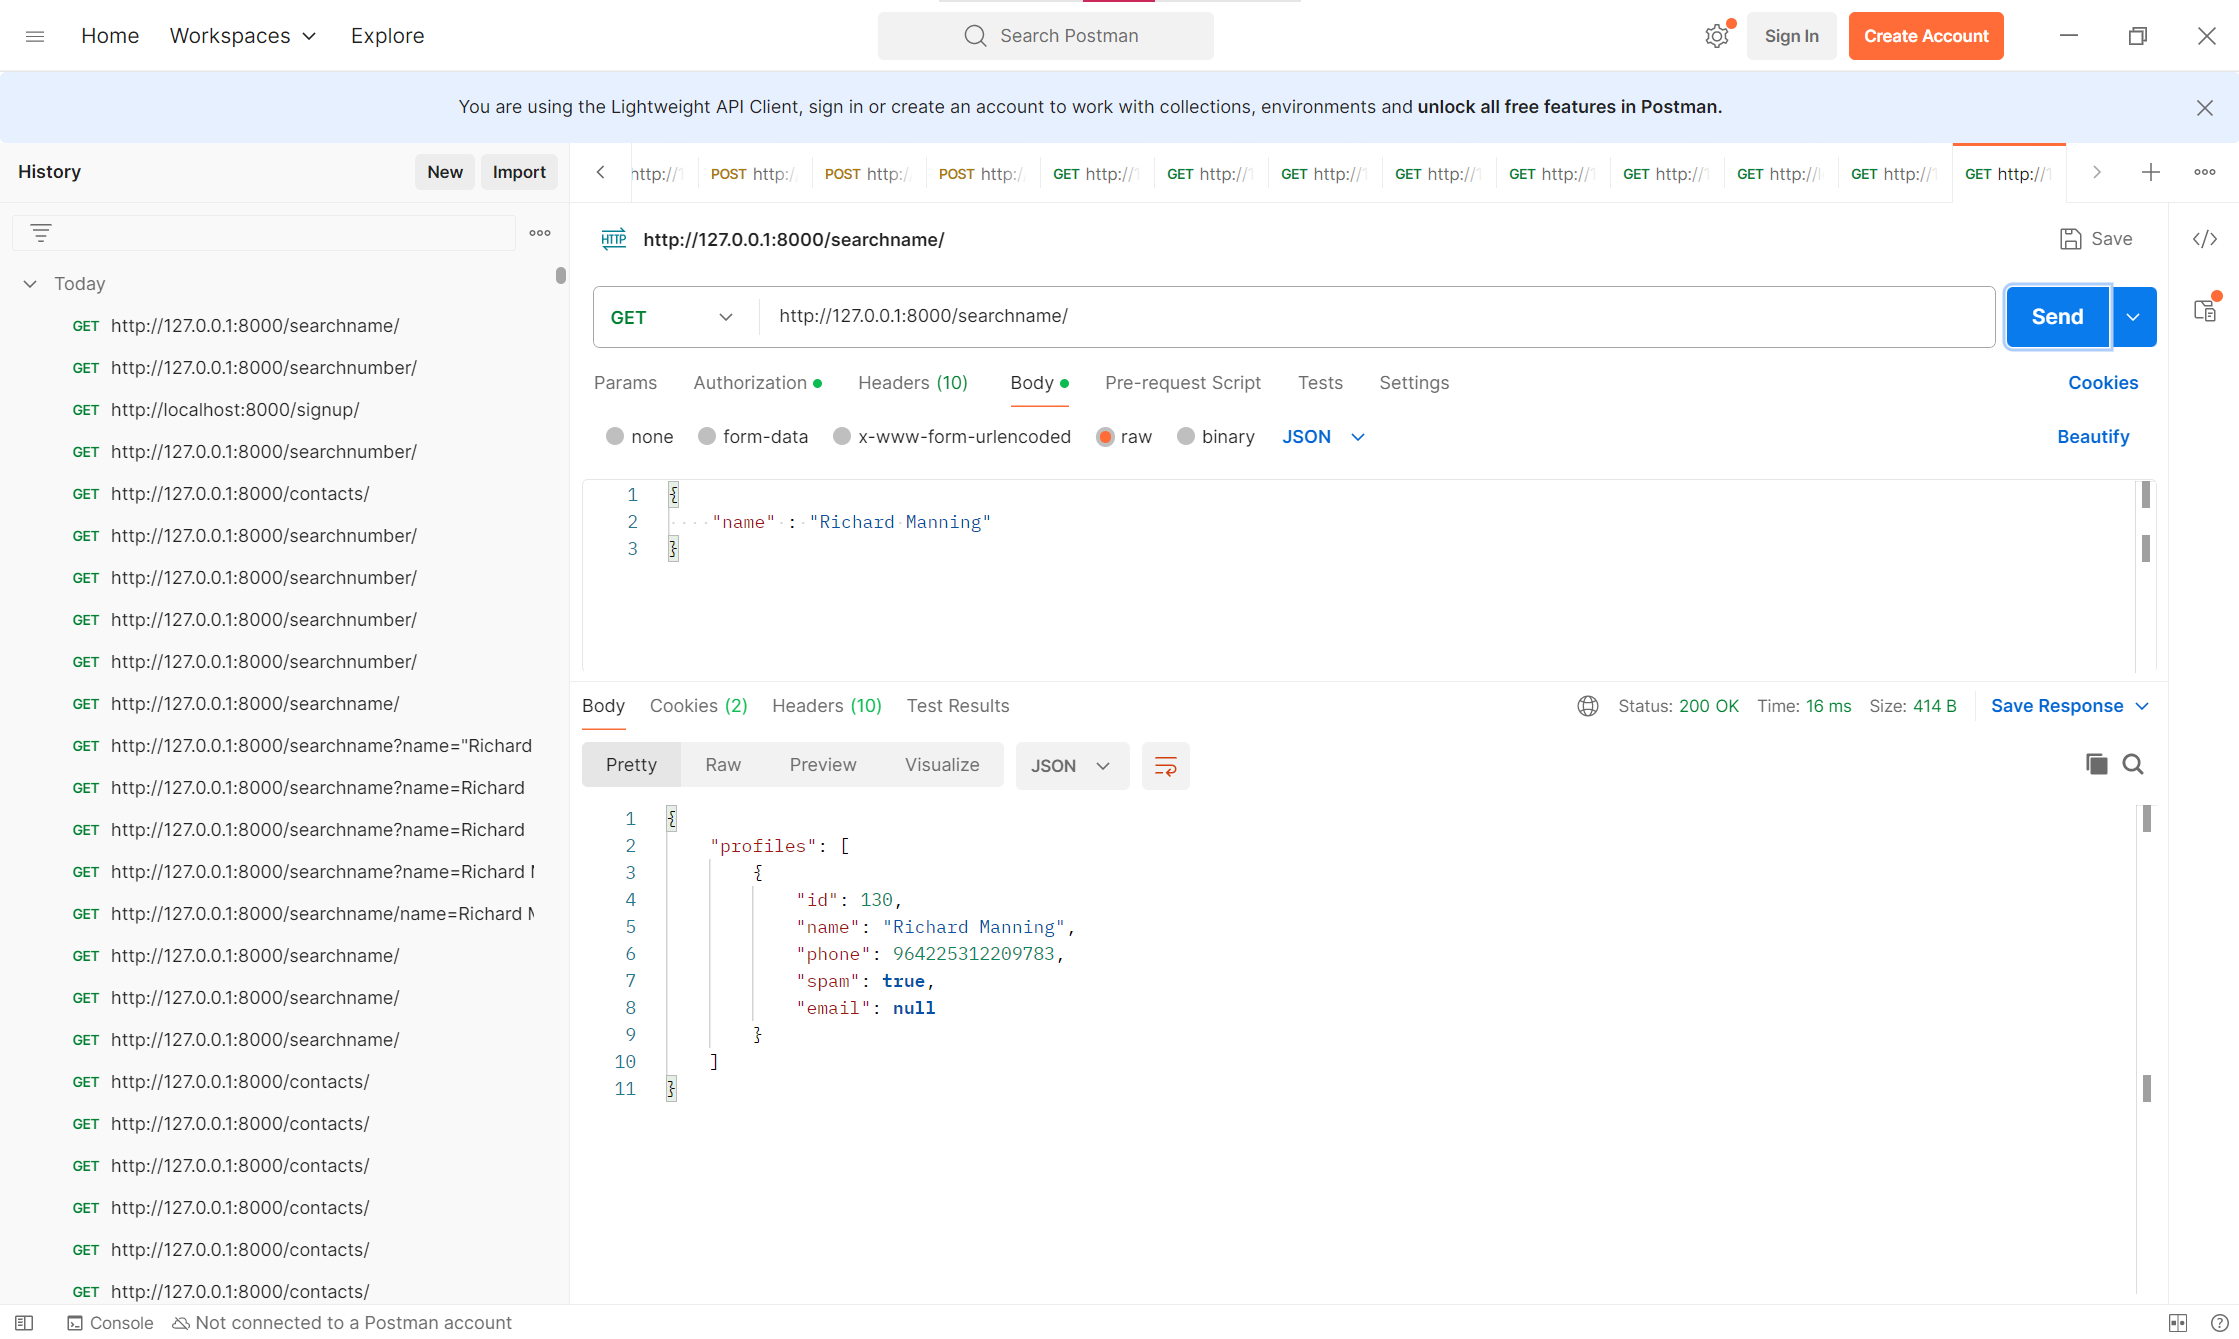 Home
Workspaces
Explore
Search Postman
Sign In
Create Account
You are using the Lightweight API Client, sign in or create an account to work with collections, environments and unlock all free features in Postman.
History
New
Import
http://1
POST http:/
POST http:/
POST http:/
GET http://1
GET http://1
GET http://1
GET http://1
GET http://1
GET http://1
GET http://
GET http://1
GET http://1
Today
GET http://127.0.0.1:8000/searchname/
GET http://127.0.0.1:8000/searchnumber/
GET http://localhost:8000/signup/
GET http://127.0.0.1:8000/searchnumber/
GET http://127.0.0.1:8000/contacts/
GET http://127.0.0.1:8000/searchnumber/
GET http://127.0.0.1:8000/searchnumber/
GET http://127.0.0.1:8000/searchnumber/
GET http://127.0.0.1:8000/searchnumber/
GET http://127.0.0.1:8000/searchname/
GET http://127.0.0.1:8000/searchname?name="Richard
GET http://127.0.0.1:8000/searchname?name=Richard
GET http://127.0.0.1:8000/searchname?name=Richard
GET http://127.0.0.1:8000/searchname?name=Richard
GET http://127.0.0.1:8000/searchname/name=Richard
GET http://127.0.0.1:8000/searchname/
GET http://127.0.0.1:8000/searchname/
GET http://127.0.0.1:8000/searchname/
GET http://127.0.0.1:8000/contacts/
GET http://127.0.0.1:8000/contacts/
GET http://127.0.0.1:8000/contacts/
GET http://127.0.0.1:8000/contacts/
GET http://127.0.0.1:8000/contacts/
GET http://127.0.0.1:8000/contacts/
HTTP http://127.0.0.1:8000/searchname/
Save
GET
http://127.0.0.1:8000/searchname/
Send
Params
Authorization
Headers (10)
Body
Pre-request Script
Tests
Settings
Cookies
none
form-data
x-www-form-urlencoded
raw
binary
JSON
Beautify
1 {
2 "name" : "Richard Manning"
3 }
Body
Cookies (2)
Headers (10)
Test Results
Status: 200 OK
Time: 16 ms
Size: 414 B
Save Response
Pretty
Raw
Preview
Visualize
JSON
1 {
2 "profiles": [
3 {
4 "id": 130,
5 "name": "Richard Manning",
6 "phone": 964225312209783,
7 "spam": true,
8 "email": null
9 }
10 ]
11 }
Console
Not connected to a Postman account